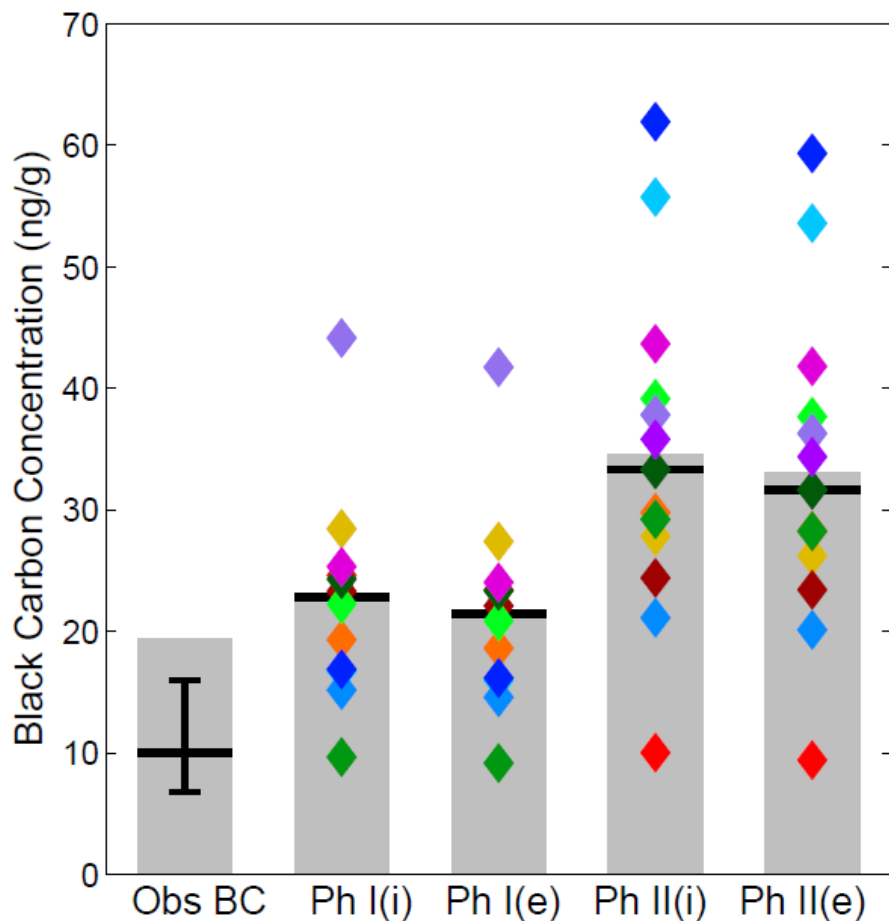 Black Carbon Concentration (ng/g)
70
60
50
40
30
20
10
0
Obs BC
Ph I(i)
Ph I(e)
Ph II(i)
Ph II(e)